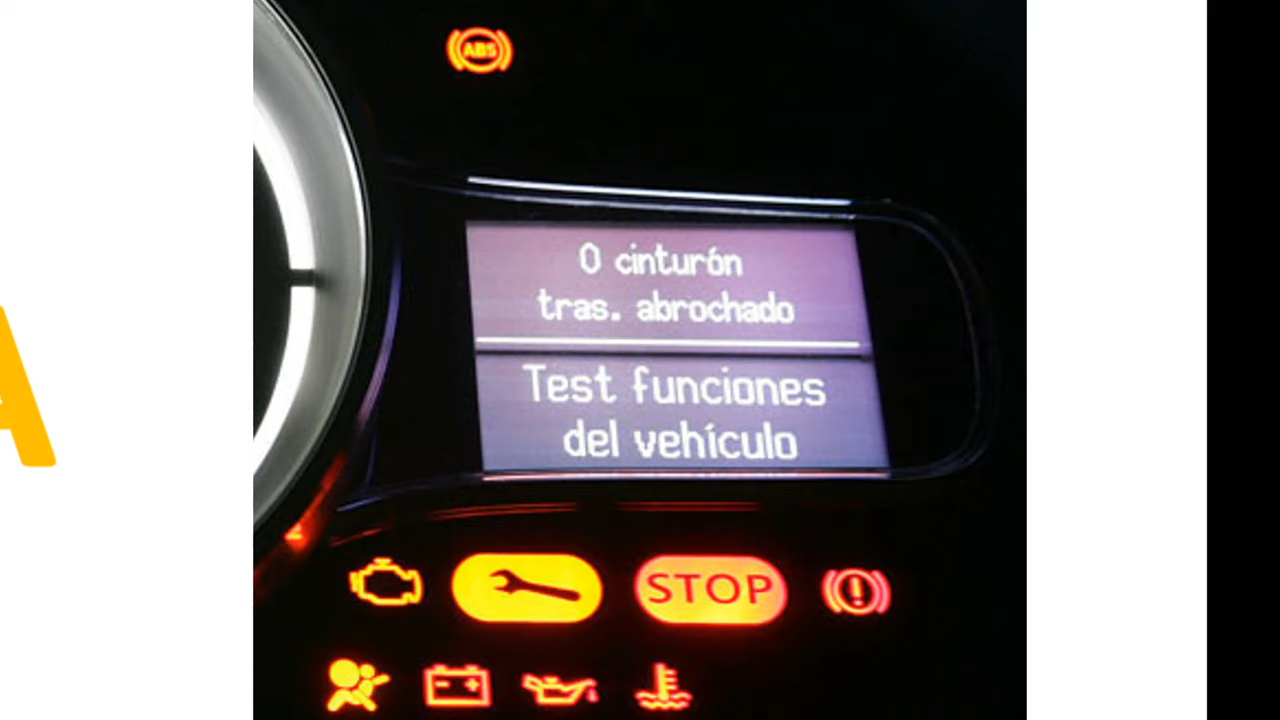 A
ABS
0 cinturón
tras. abrochado
Test funciones
del vehículo
STOP